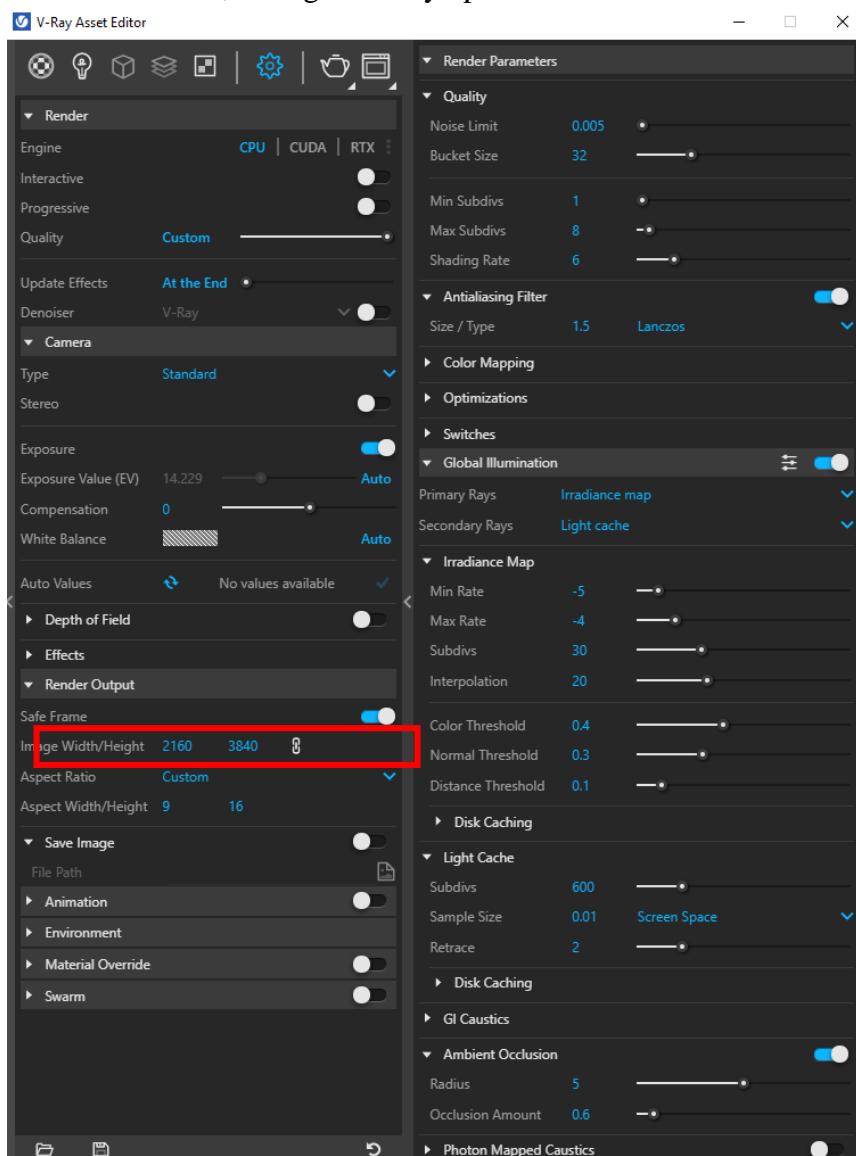 V-Ray Asset Editor
Render
Engine CPU | CUDA | RTX
Interactive
Progressive
Quality Custom
Update Effects At the End
Denoiser V-Ray
Camera
Type Standard
Stereo
Exposure
Exposure Value (EV) 14.229 Auto
Compensation 0
White Balance Auto
Auto Values No values available
Depth of Field
Effects
Render Output
Safe Frame
Image Width/Height 2160 3840
Aspect Ratio Custom
Aspect Width/Height 9 16
Save Image
File Path
Animation
Environment
Material Override
Swarm
Render Parameters
Quality
Noise Limit 0.005
Bucket Size 32
Min Subdivs 1
Max Subdivs 8
Shading Rate 6
Antialiasing Filter
Size / Type 1.5 Lanczos
Color Mapping
Optimizations
Switches
Global Illumination
Primary Rays Irradiance map
Secondary Rays Light cache
Irradiance Map
Min Rate -5
Max Rate -4
Subdivs 30
Interpolation 20
Color Threshold 0.4
Normal Threshold 0.3
Distance Threshold 0.1
Disk Caching
Light Cache
Subdivs 600
Sample Size 0.01 Screen Space
Retrace 2
Disk Caching
GI Caustics
Ambient Occlusion
Radius 5
Occlusion Amount 0.6
Photon Mapped Caustics